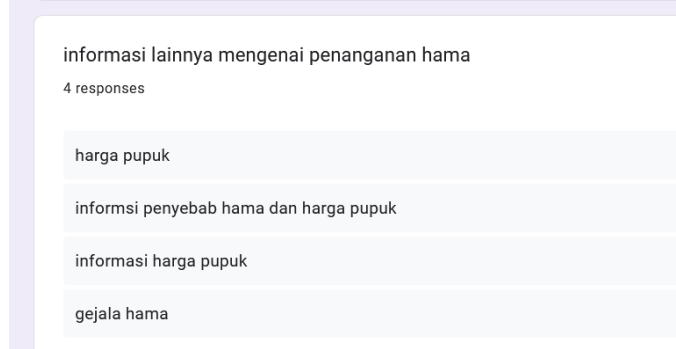 informasi lainnya mengenai penanganan hama
4 responses
harga pupuk
informsi penyebab hama dan harga pupuk
informasi harga pupuk
gejala hama